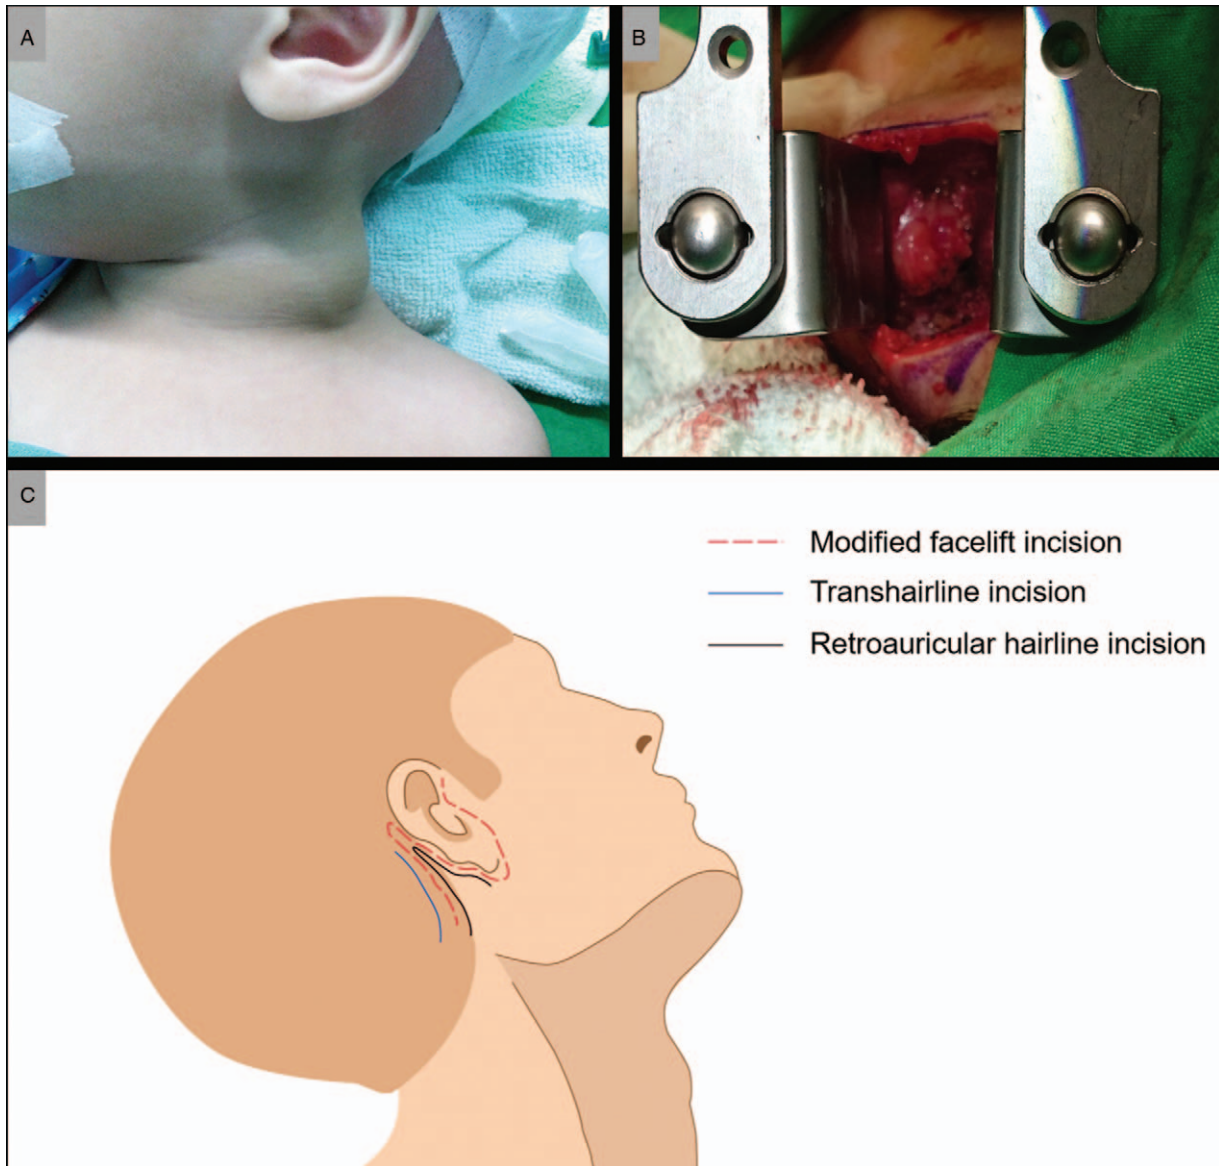 A
B
C
Modified facelift incision
Transhairline incision
Retroauricular hairline incision